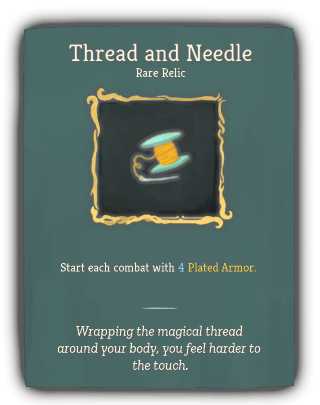 Thread and Needle
Rare Relic
Start each combat with 4 Plated Armor.
Wrapping the magical thread
around your body, you feel harder to
the touch.